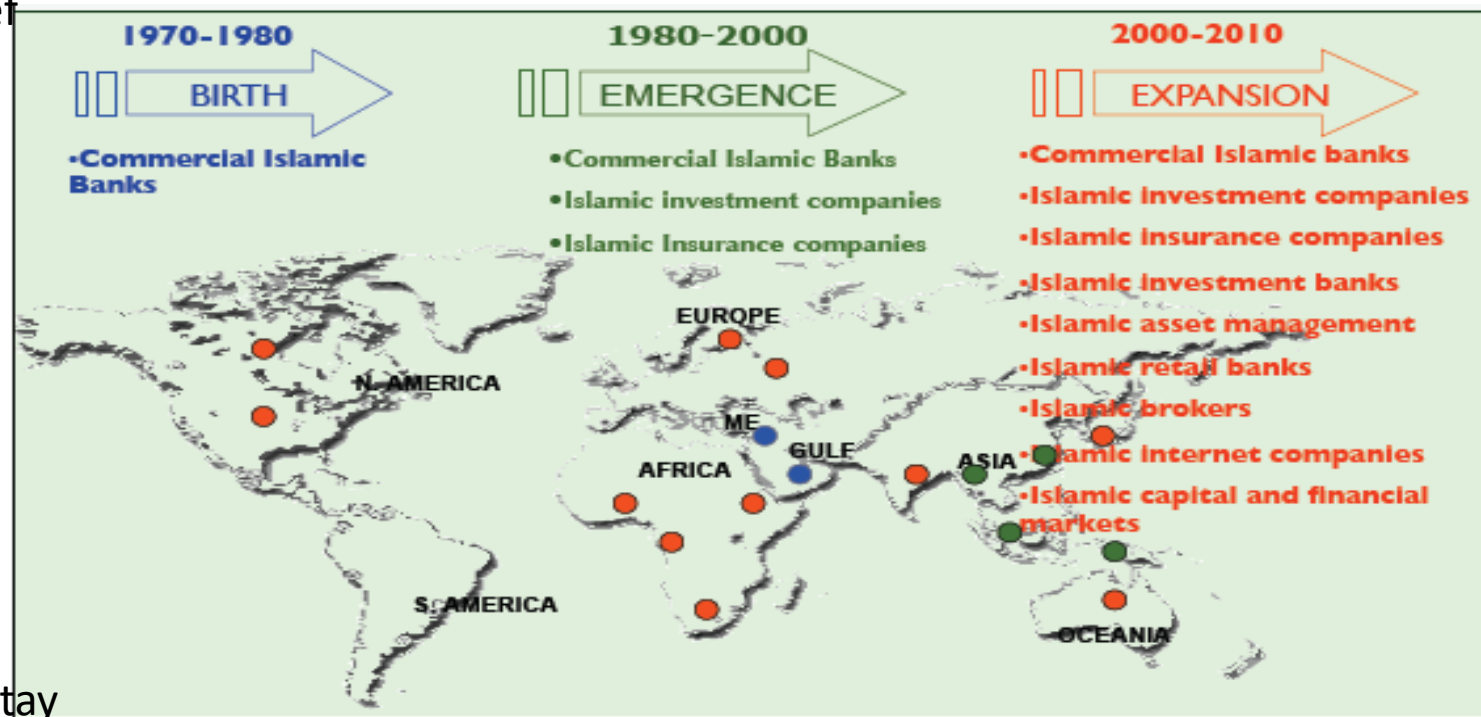 1970-1980
BIRTH
•Commercial Islamic
Banks
1980-2000
EMERGENCE
•Commercial Islamic Banks
•Islamic investment companies
•Islamic Insurance companies
2000-2010
EXPANSION
•Commercial Islamic banks
•Islamic investment companies
•Islamic insurance companies
•Islamic investment banks
•Islamic asset management
•Islamic retail banks
•Islamic brokers
•Islamic internet companies
•Islamic capital and financial
markets
EUROPE
N. AMERICA
ME
GULF
AFRICA
ASIA
S. AMERICA
OCEANIA
tay